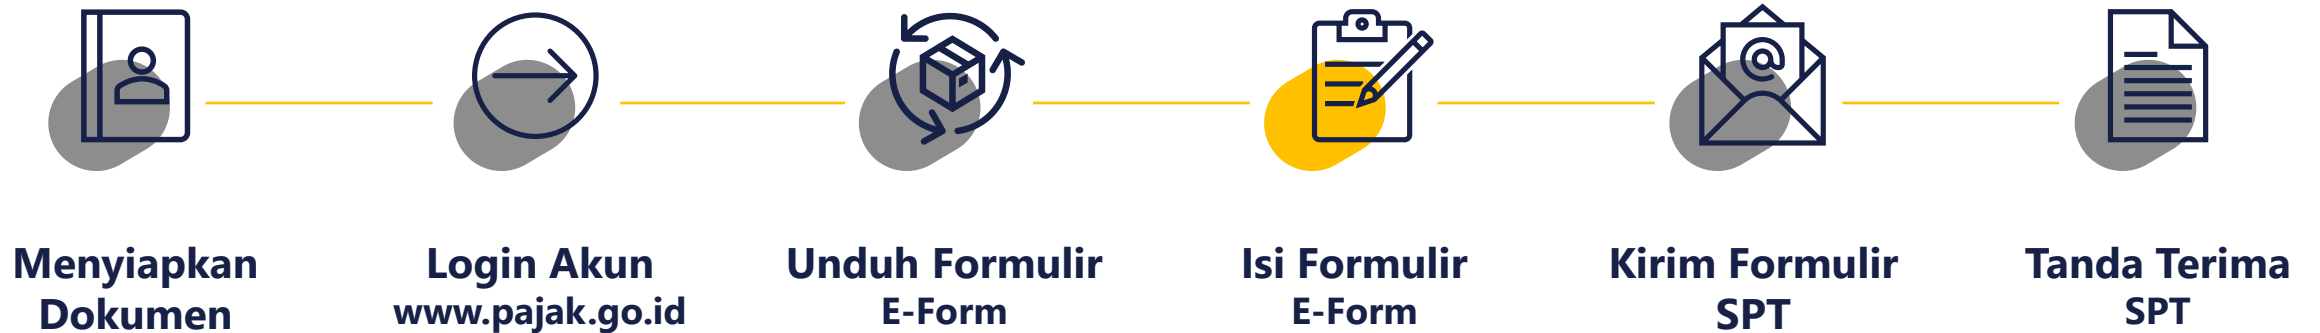 Menyiapkan
Dokumen
Login Akun
www.pajak.go.id
Unduh Formulir
E-Form
Isi Formulir
E-Form
Kirim Formulir
SPT
Tanda Terima
SPT